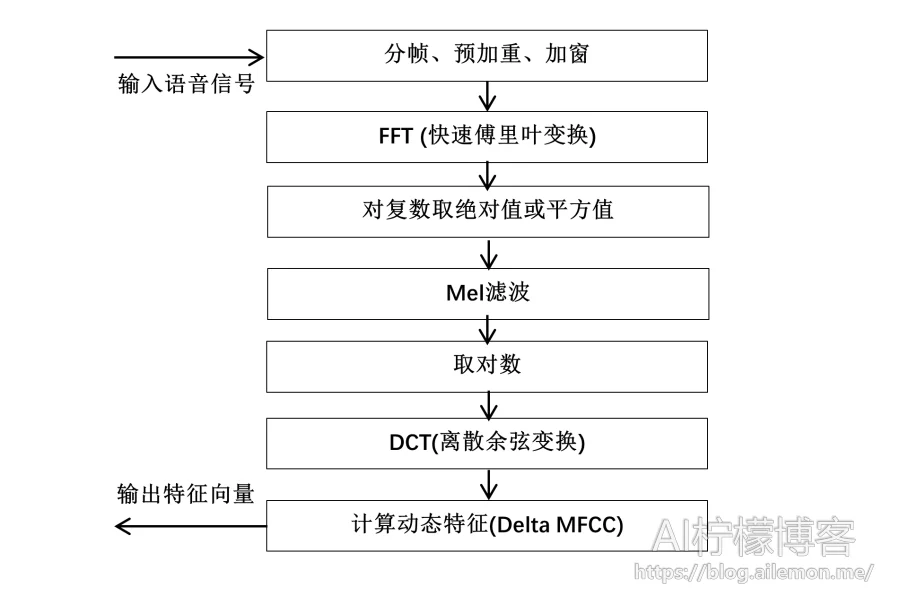 分帧、预加重、加窗
输入语音信号
FFT (快速傅里叶变换)
对复数取绝对值或平方值
Mel滤波
取对数
DCT(离散余弦变换)
输出特征向量
计算动态特征(Delta MFCC)
AI柠檬博客
https://blog.ailemon.me/